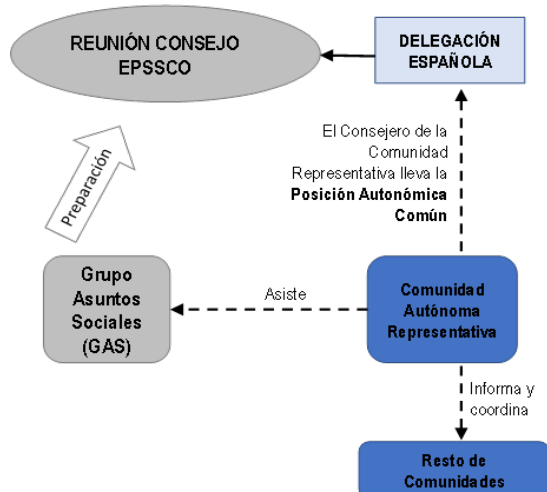 REUNIÓN CONSEJO
EPSSCO
DELEGACIÓN
ESPAÑOLA
El Consejero de la
Comunidad
Representativa lleva la
Posición Autonómica
Común
Preparación
Grupo
Asuntos
Sociales
(GAS)
Asiste
Comunidad
Autónoma
Representativa
Informa y
coordina
Resto de
Comunidades